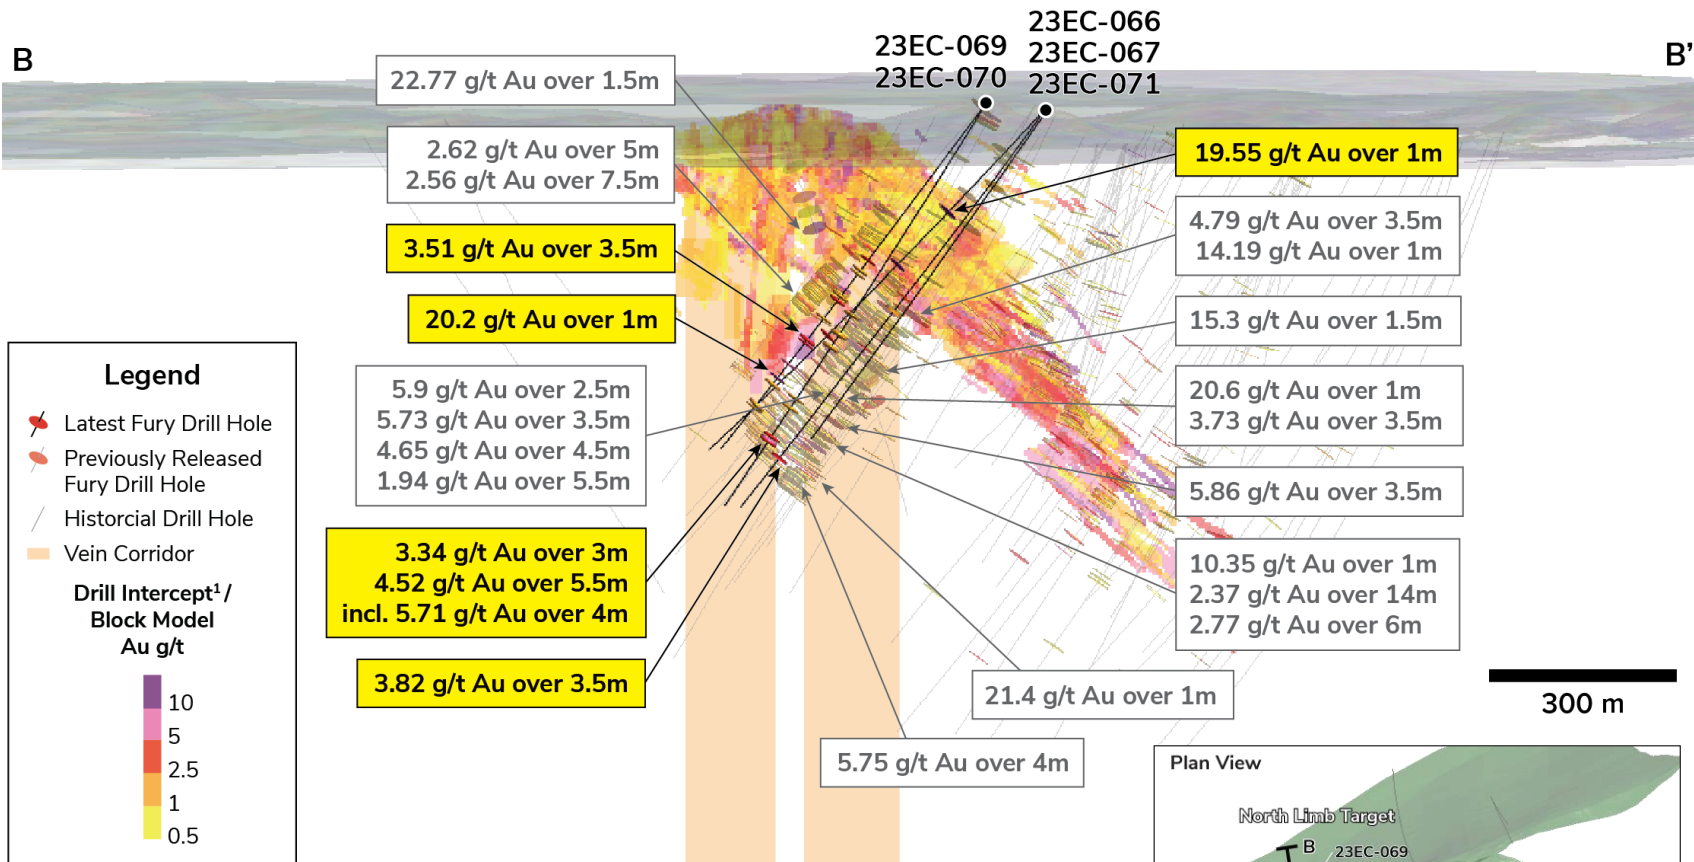 B
B’
23EC-069
23EC-070
23EC-066
23EC-067
23EC-071
22.77 g/t Au over 1.5m
2.62 g/t Au over 5m
2.56 g/t Au over 7.5m
3.51 g/t Au over 3.5m
20.2 g/t Au over 1m
5.9 g/t Au over 2.5m
5.73 g/t Au over 3.5m
4.65 g/t Au over 4.5m
1.94 g/t Au over 5.5m
3.34 g/t Au over 3m
4.52 g/t Au over 5.5m
incl. 5.71 g/t Au over 4m
3.82 g/t Au over 3.5m
19.55 g/t Au over 1m
4.79 g/t Au over 3.5m
14.19 g/t Au over 1m
15.3 g/t Au over 1.5m
20.6 g/t Au over 1m
3.73 g/t Au over 3.5m
5.86 g/t Au over 3.5m
10.35 g/t Au over 1m
2.37 g/t Au over 14m
2.77 g/t Au over 6m
21.4 g/t Au over 1m
5.75 g/t Au over 4m
Legend
Latest Fury Drill Hole
Previously Released
Fury Drill Hole
Historcial Drill Hole
Vein Corridor
Drill Intercept¹/
Block Model
Au g/t
10
5
2.5
1
0.5
300 m
Plan View
North Limb Target
B
23EC-069